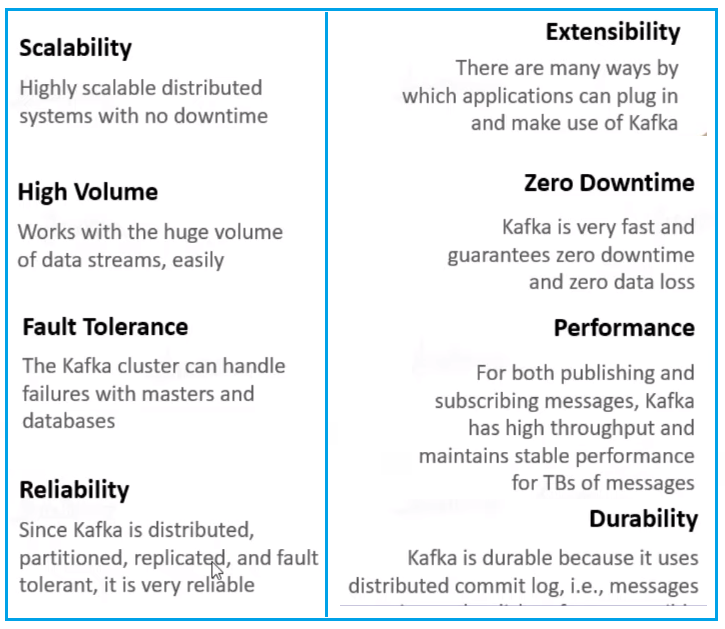 Scalability
Highly scalable distributed
systems with no downtime
High Volume
Works with the huge volume
of data streams, easily
Fault Tolerance
The Kafka cluster can handle
failures with masters and
databases
Reliability
Since Kafka is distributed,
partitioned, replicated, and fault
tolerant, it is very reliable
Extensibility
There are many ways by
which applications can plug in
and make use of Kafka
Zero Downtime
Kafka is very fast and
guarantees zero downtime
and zero data loss
Performance
For both publishing and
subscribing messages, Kafka
has high throughput and
maintains stable performance
for TBs of messages
Durability
Kafka is durable because it uses
distributed commit log, i.e., messages